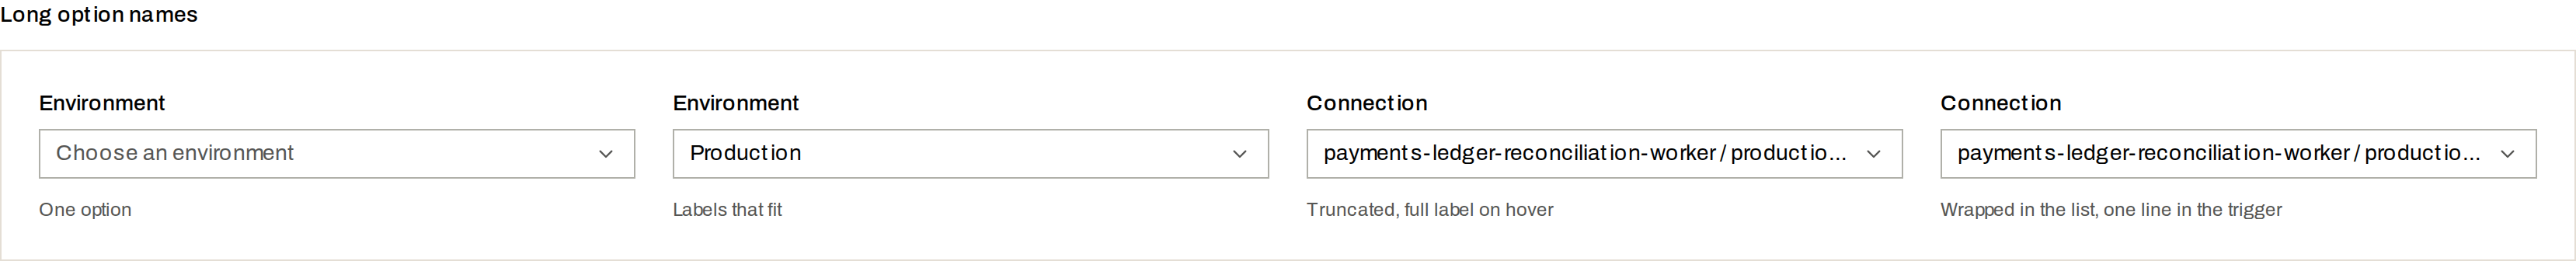 Long option names
Environment
Choose an environment
One option
Environment
Production
Labels that fit
Connection
payments-ledger-reconciliation-worker / productio...
Truncated, full label on hover
Connection
payments-ledger-reconciliation-worker / productio...
Wrapped in the list, one line in the trigger